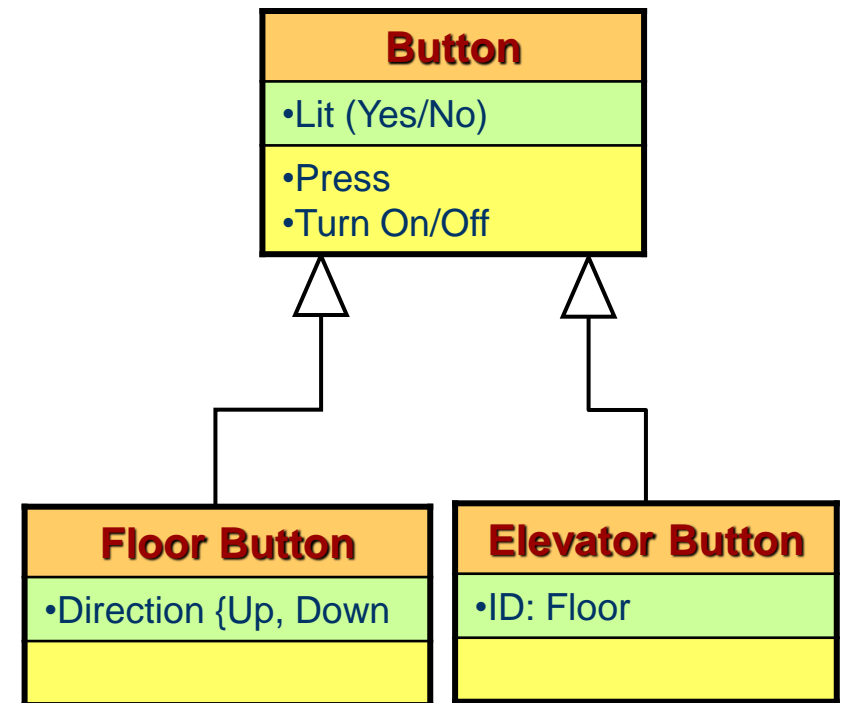 Button
•Lit (Yes/No)
•Press
•Turn On/Off
Floor Button
•Direction {Up, Down
Elevator Button
•ID: Floor